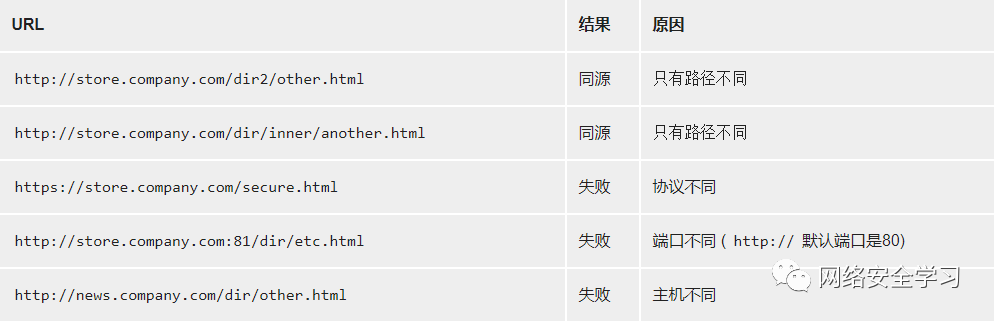 URL 结果 原因
http://store.company.com/dir2/other.html 同源 只有路径不同
http://store.company.com/dir/inner/another.html 同源 只有路径不同
https://store.company.com/secure.html 失败 协议不同
http://store.company.com:81/dir/etc.html 失败 端口不同 ( http:// 默认端口是80)
http://news.company.com/dir/other.html 失败 主机不同
网络安全学习